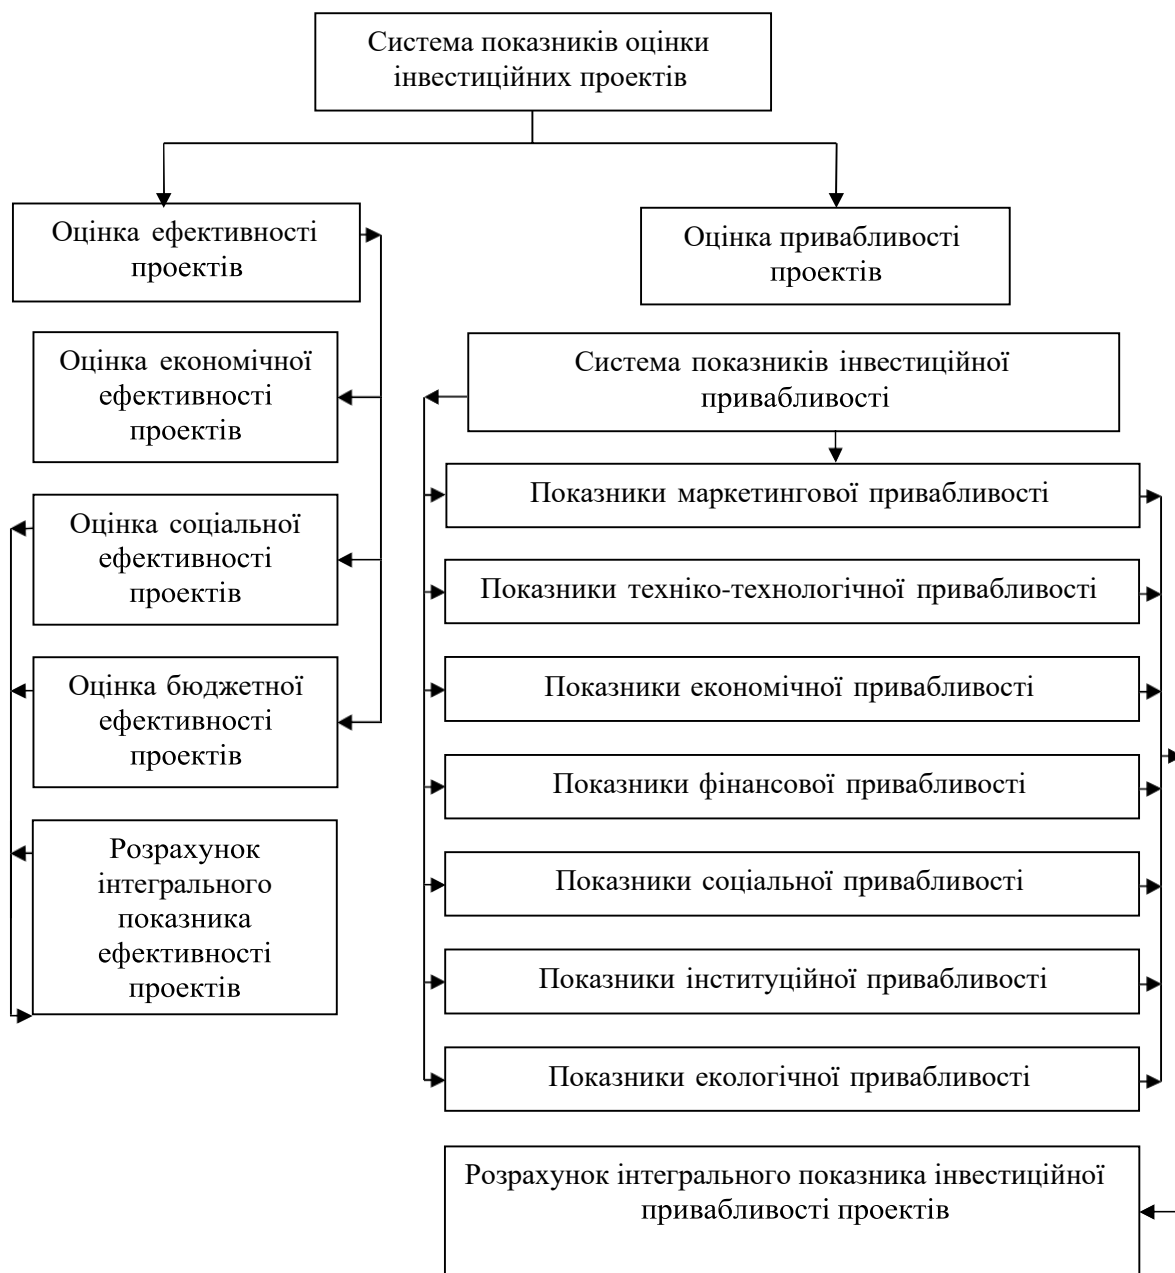 Система показників оцінки
інвестиційних проектів
Оцінка ефективності
проектів
Оцінка привабливості
проектів
Оцінка економічної
ефективності
проектів
Оцінка соціальної
ефективності
проектів
Оцінка бюджетної
ефективності
проектів
Розрахунок
інтегрального
показника
ефективності
проектів
Система показників інвестиційної
привабливості
Показники маркетингової привабливості
Показники техніко-технологічної привабливості
Показники економічної привабливості
Показники фінансової привабливості
Показники соціальної привабливості
Показники інституційної привабливості
Показники екологічної привабливості
Розрахунок інтегрального показника інвестиційної
привабливості проектів